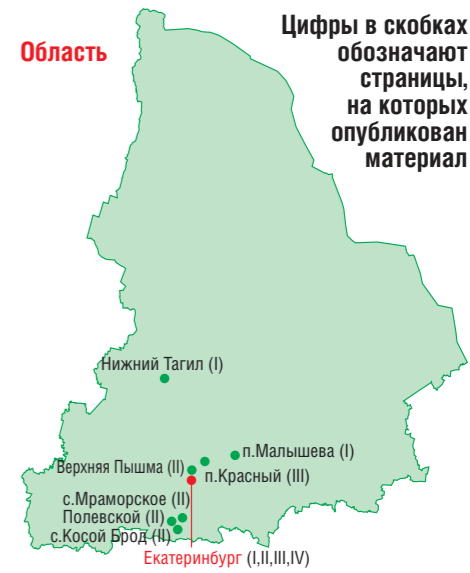 Область
Цифры в скобках
обозначают
страницы,
на которых
опубликован
материал
Нижний Тагил (I)
п.Малышева (I)
Верхняя Пышма (II)
п.Красный (III)
с.Мраморское (II)
Полевской (II)
с.Косой Брод (II)
Екатеринбург (I,II,III,IV)